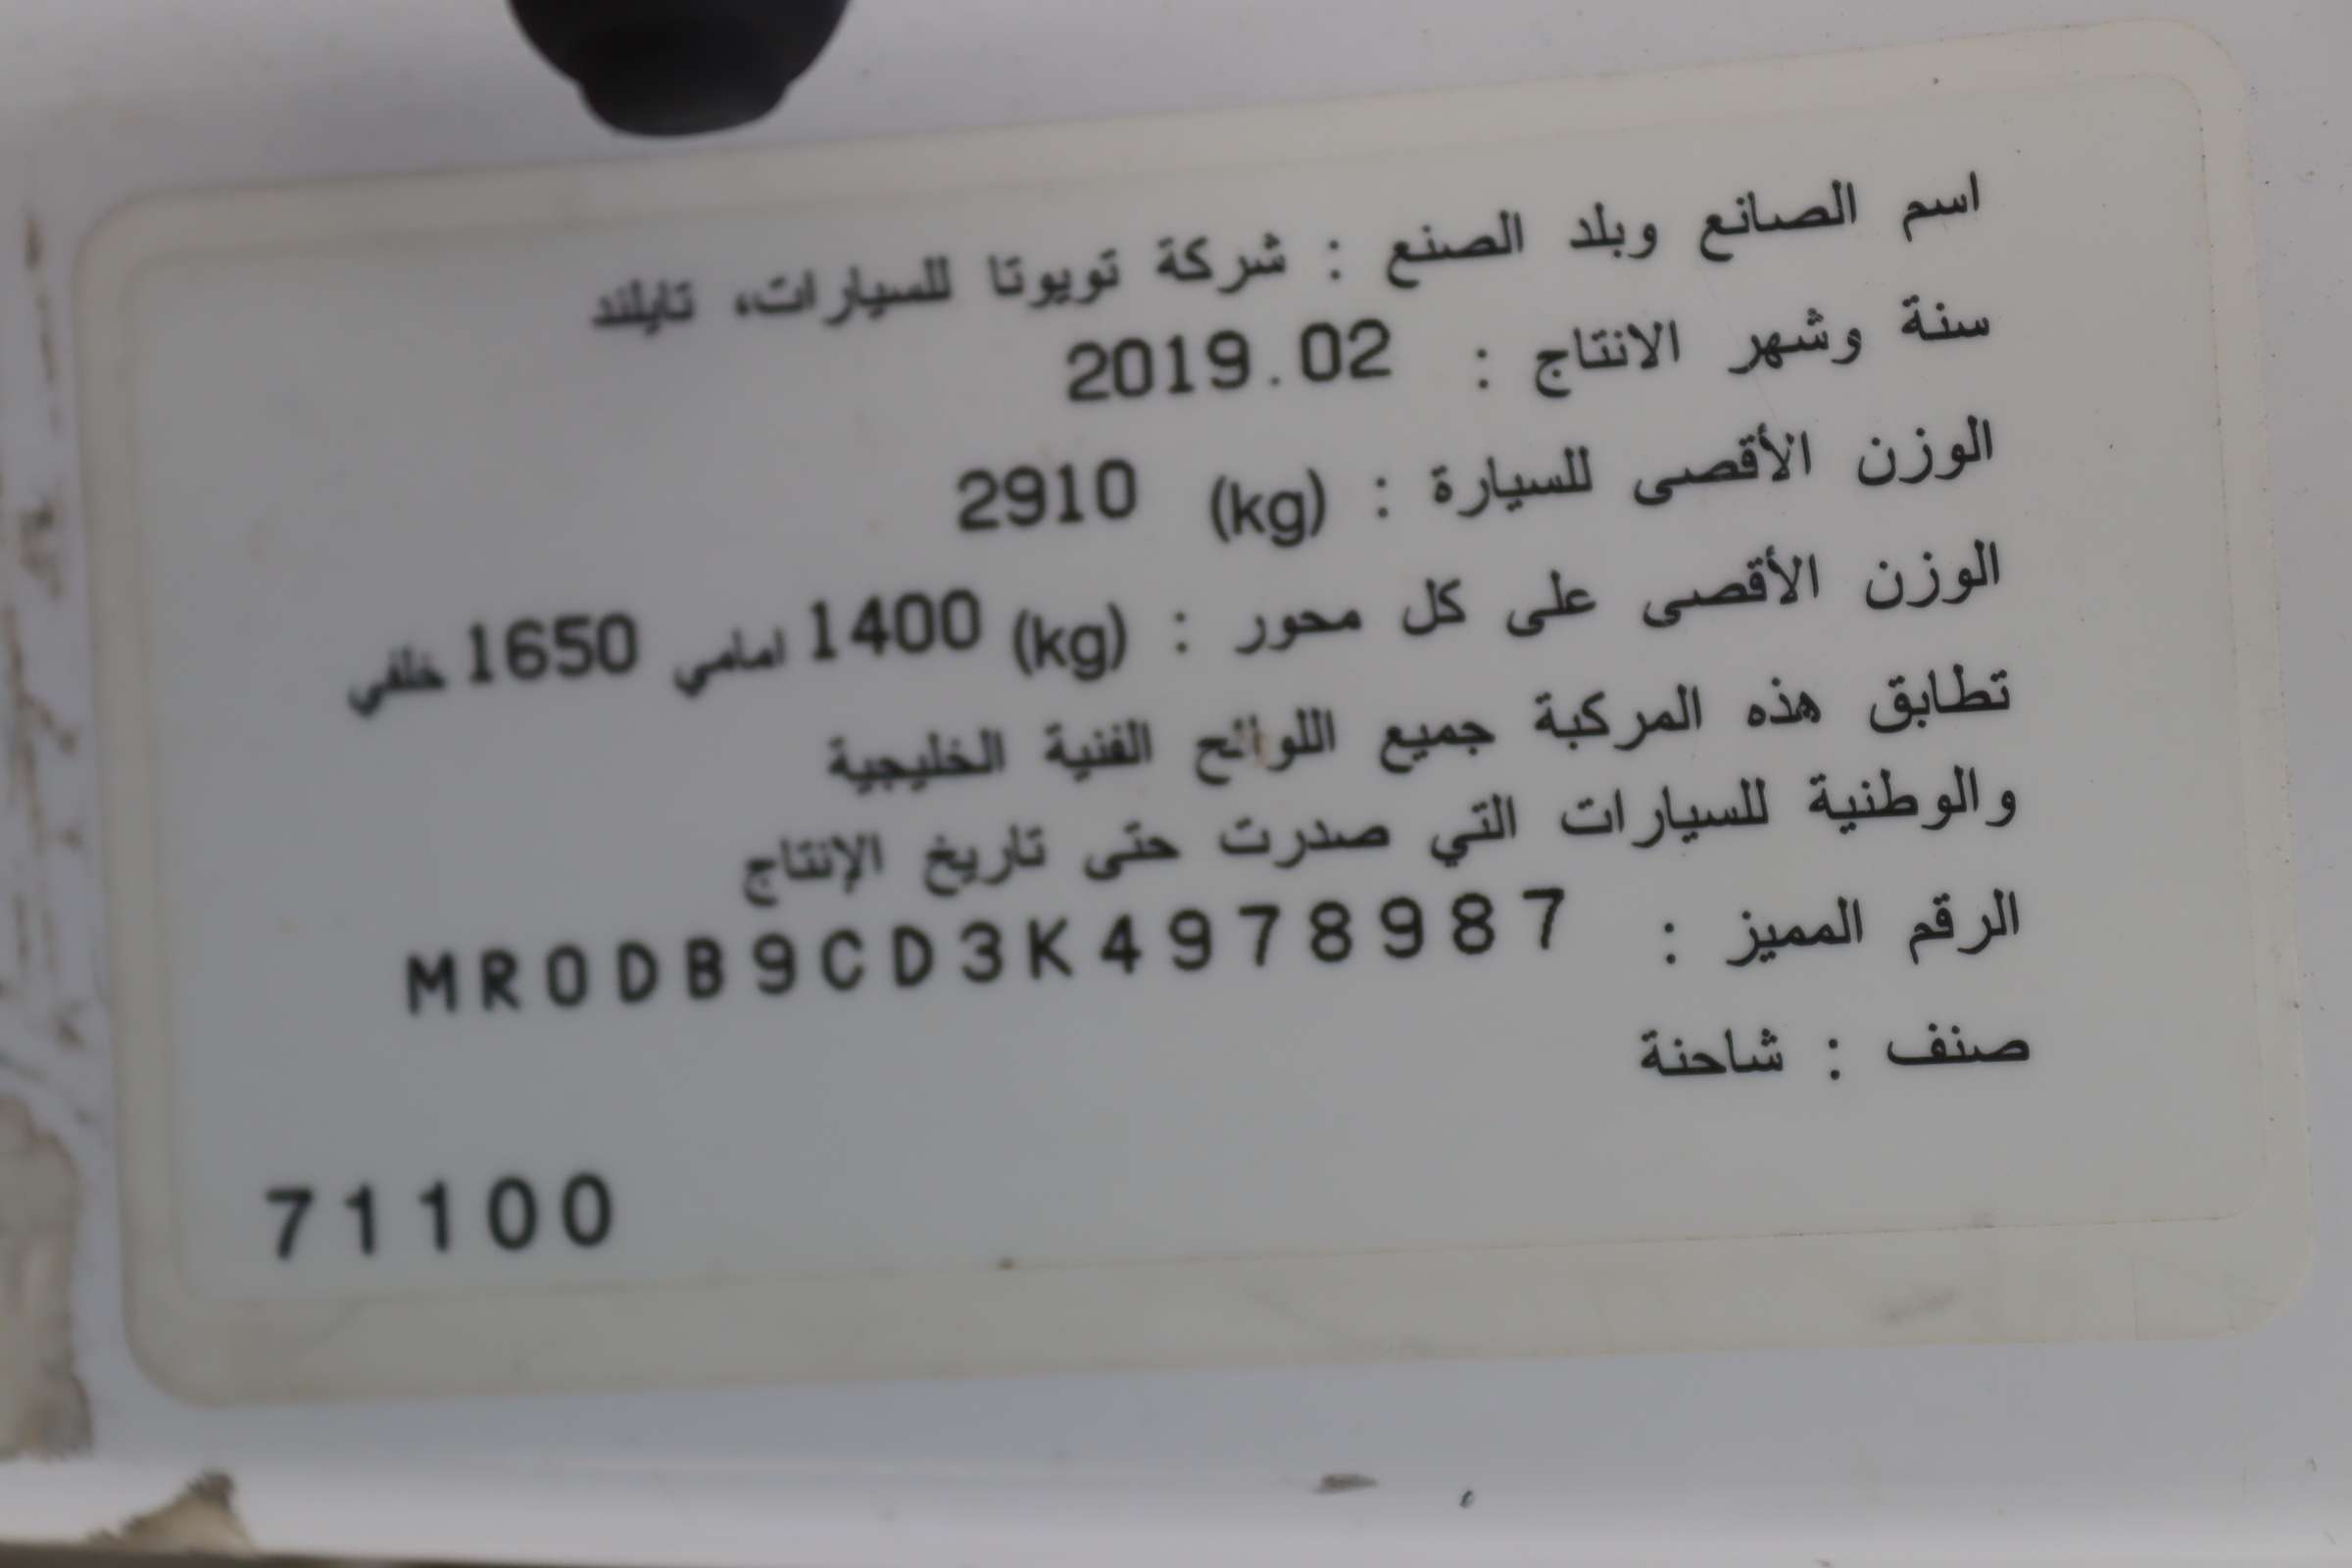 اسم الصانع وبلد الصنع : شركة تويوتا للسيارات، تايلند
سنة وشهر الانتاج : 2019.02
الوزن الأقصى للسيارة : (kg) 2910
الوزن الأقصى على كل محور : (kg) 1400 امامي 1650 خلفي
تطابق هذه المركبة جميع اللوائح الفنية الخليجية
والوطنية للسيارات التي صدرت حتى تاريخ الإنتاج
الرقم المميز : MR0DB9CD3K4978987
صنف : شاحنة
71100